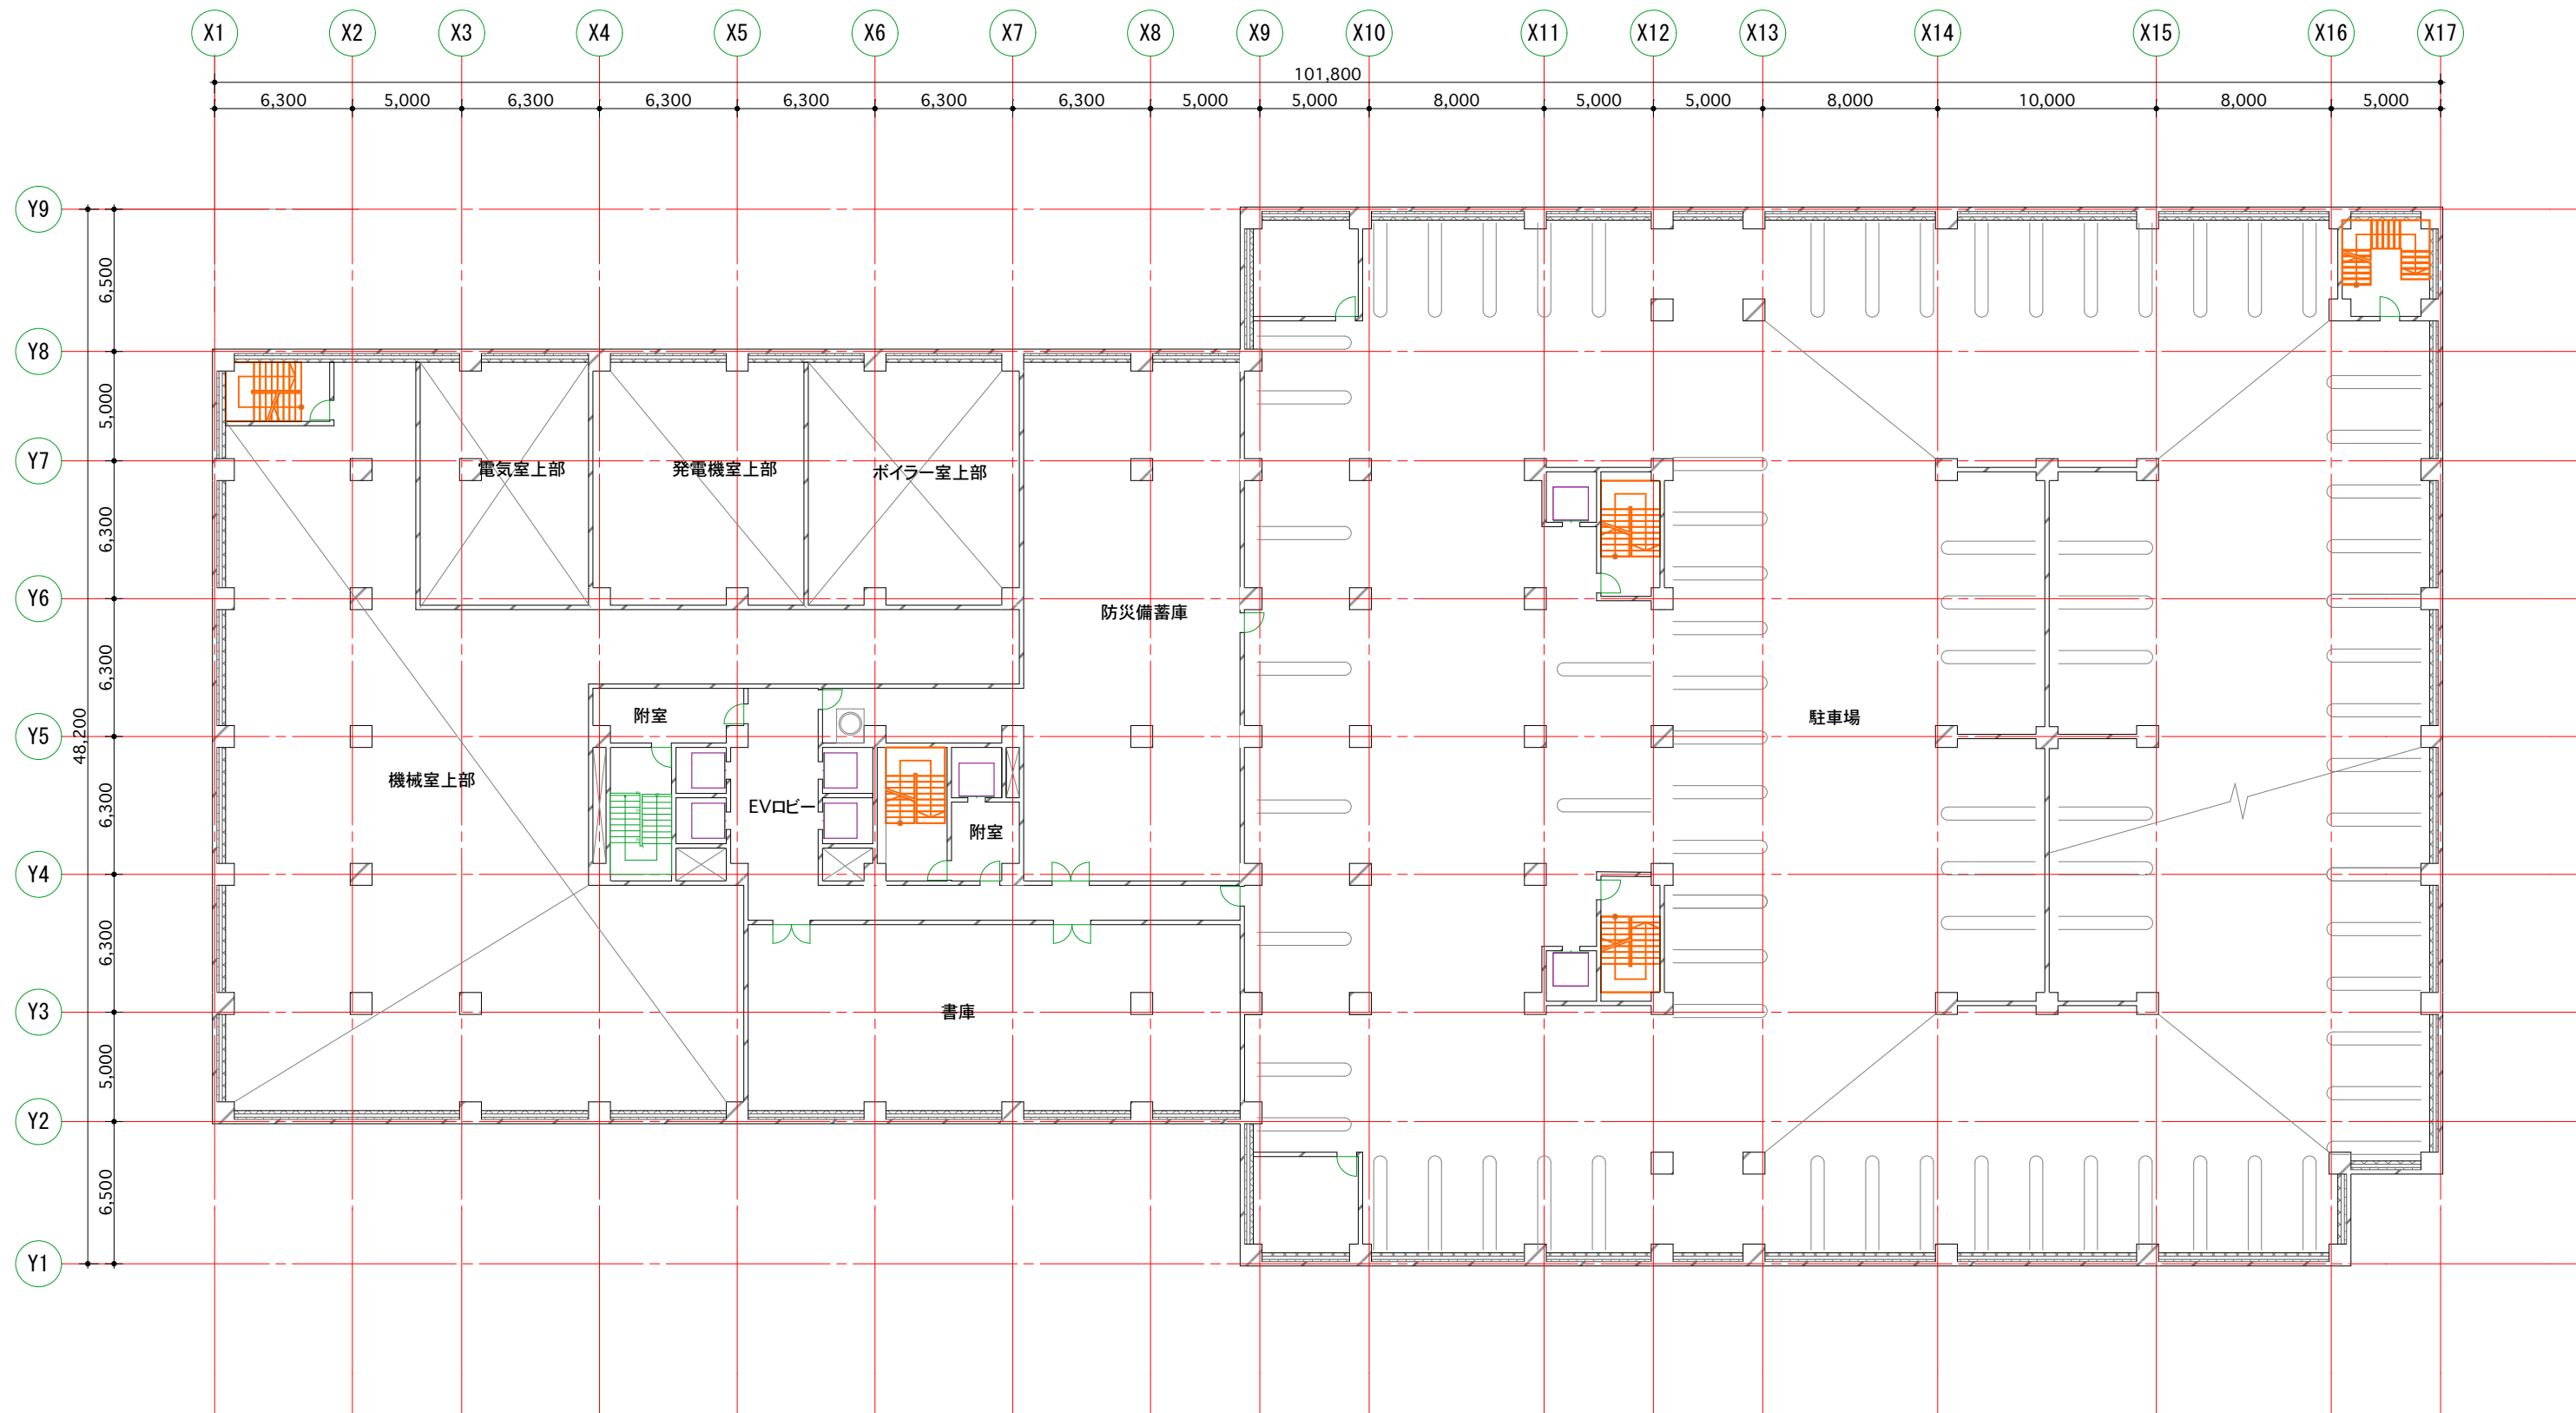 X1 X2 X3 X4 X5 X6 X7 X8 X9 X10 X11 X12 X13 X14 X15 X16 X17
101,800
6,300 5,000 6,300 6,300 6,300 6,300 6,300 5,000 5,000 8,000 5,000 5,000 8,000 10,000 8,000 5,000
Y9
6,500
Y8
5,000
Y7
電気室上部 発電機室上部 ボイラー室上部
6,300
Y6
防災備蓄庫
6,300
附室
駐車場
Y5
48,200
機械室上部
EVロビー
6,300
附室
Y4
6,300
Y3
書庫
5,000
Y2
6,500
Y1